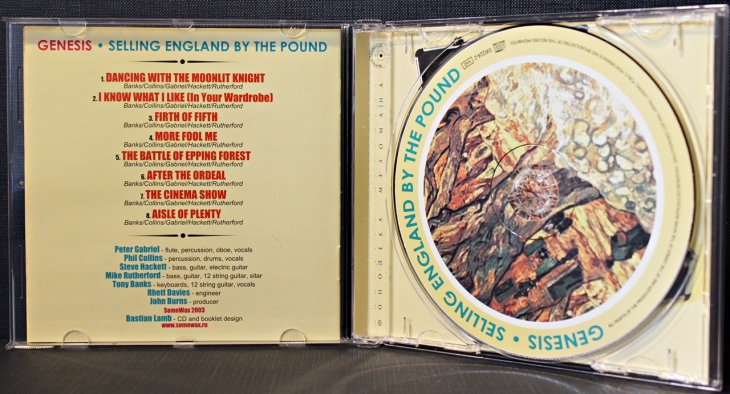 GENESIS • SELLING ENGLAND BY THE POUND
1. DANCING WITH THE MOONLIT KNIGHT
Banks/Collins/Gabriel/Hackett/Rutherford
2. I KNOW WHAT I LIKE (In Your Wardrobe)
Banks/Collins/Gabriel/Hackett/Rutherford
3. FIRTH OF FIFTH
Banks/Collins/Gabriel/Hackett/Rutherford
4. MORE FOOL ME
Banks/Collins/Gabriel/Hackett/Rutherford
5. THE BATTLE OF EPPING FOREST
Banks/Collins/Gabriel/Hackett/Rutherford
6. AFTER THE ORDEAL
Banks/Collins/Gabriel/Hackett/Rutherford
7. THE CINEMA SHOW
Banks/Collins/Gabriel/Hackett/Rutherford
8. AISLE OF PLENTY
Banks/Collins/Gabriel/Hackett/Rutherford
Peter Gabriel - flute, percussion, oboe, vocals
Phil Collins - percussion, drums, vocals
Steve Hackett - bass, guitar, electric guitar
Mike Rutherford - bass, guitar, 12 string guitar, sitar
Tony Banks - keyboards, 12 string guitar, vocals
Rhett Davies - engineer
John Burns - producer
SomeWax 2003
Bastian Lamb - CD and booklet design
www.somewax.ru
ФОНОТЕКА МЕЛОМАНА
GENESIS • SELLING ENGLAND BY THE POUND